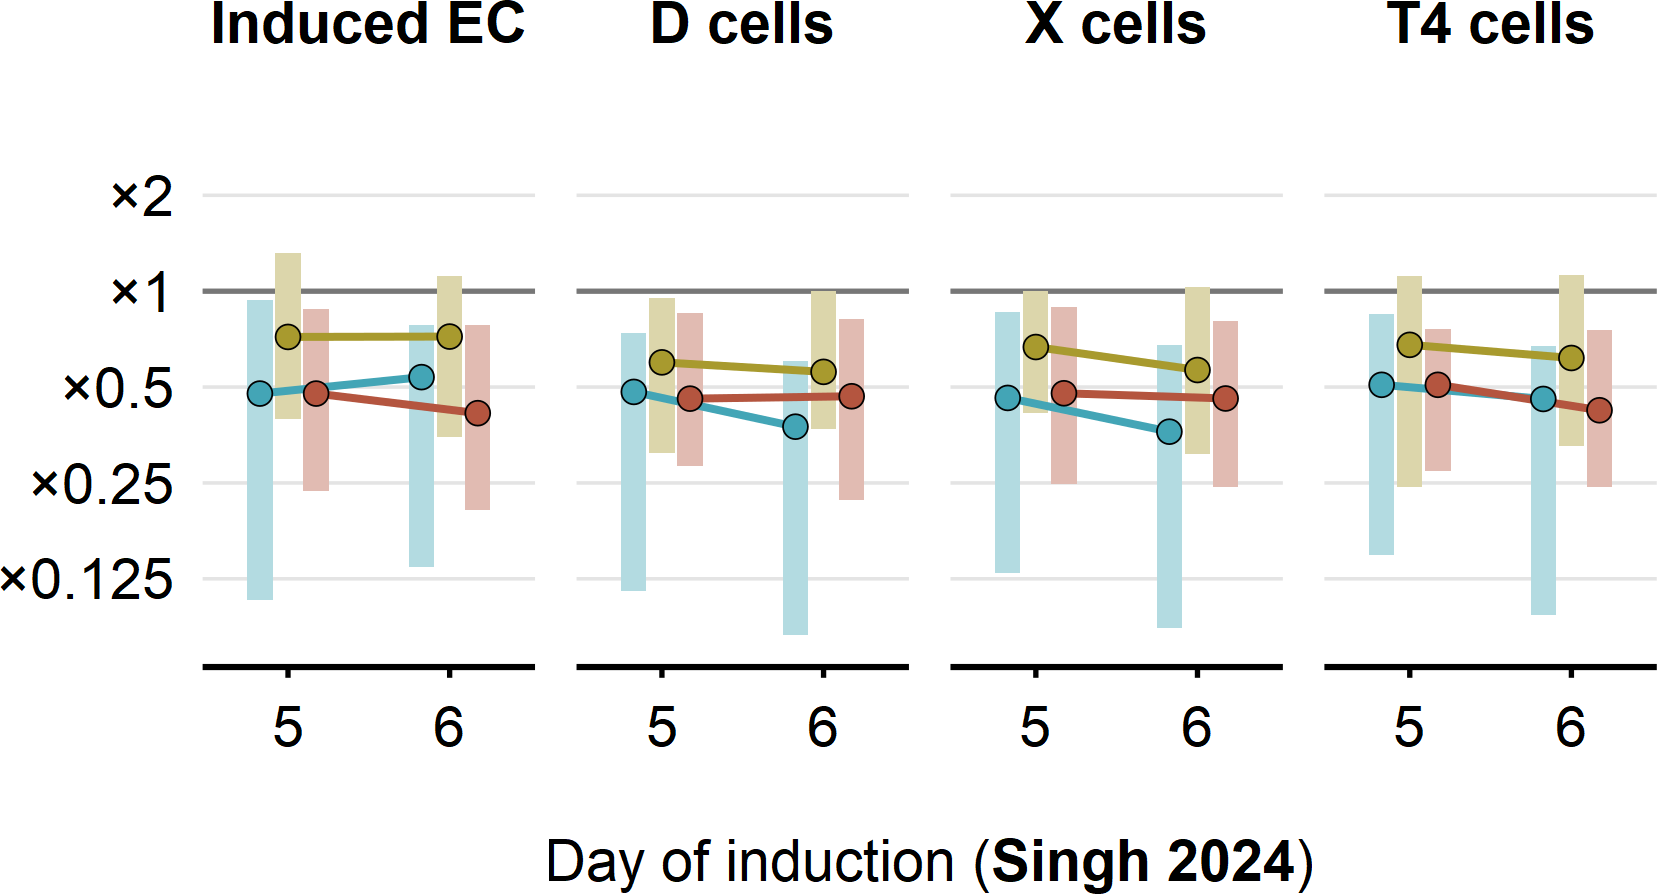 Induced EC D cells X cells T4 cells
×2
×1
×0.5
×0.25
×0.125
5 6 5 6 5 6 5 6
Day of induction (Singh 2024)